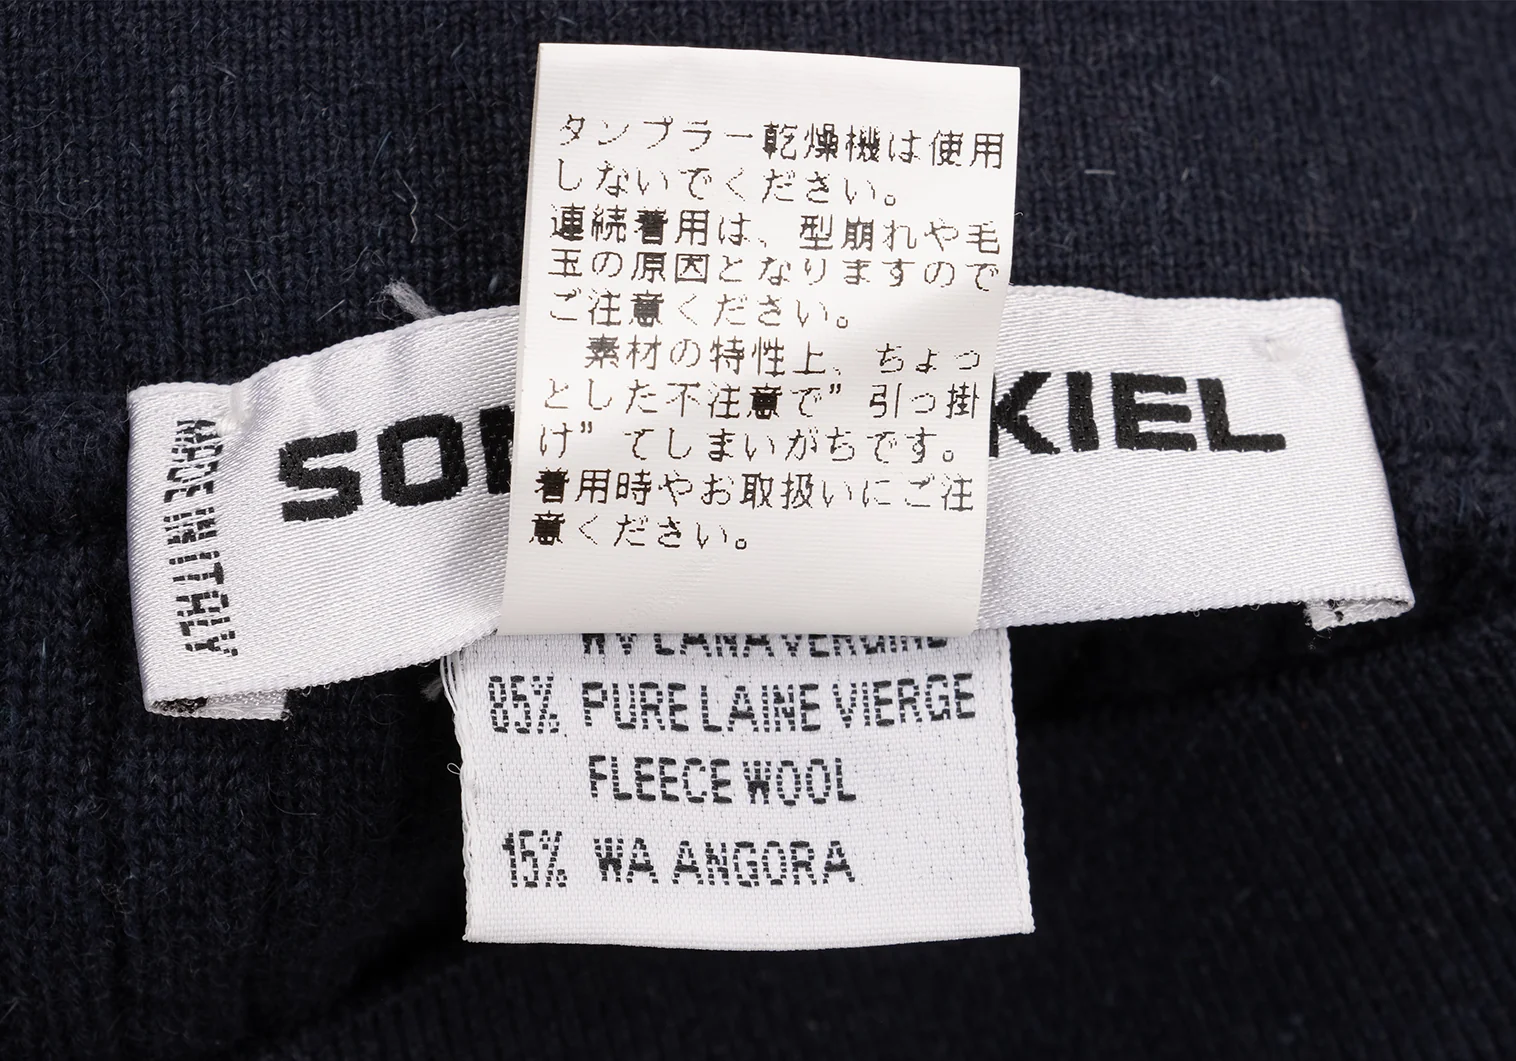 タンブラー乾燥機は使用
しないでください。
連続着用は、型崩れや毛
玉の原因となりますので
ご注意ください。
素材の特性上、ちょっ
とした不注意で”引っ掛
け”てしまいがちです。
着用時やお取扱いにご注
意ください。
SO
KIEL
MADE IN ITALY
WV LANA VERGINE
85% PURE LAINE VIERGE
FLEECE WOOL
15% WA ANGORA